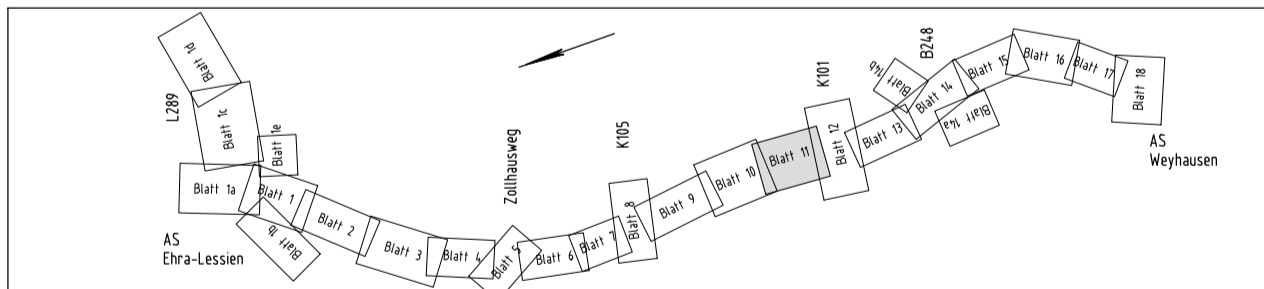 Blatt 1d
L289
Blatt 1c
Blatt 1e
Blatt 1a
Blatt 1
Blatt 1b
AS
Ehra-Lessien
Blatt 2
Blatt 3
Blatt 4
Zollhausweg
Blatt 5
Blatt 6
Blatt 7
K105
Blatt 8
Blatt 9
Blatt 10
Blatt 11
K101
Blatt 12
Blatt 13
Blatt 14b
B248
Blatt 14
Blatt 14a
Blatt 15
Blatt 16
Blatt 17
Blatt 18
AS
Weyhausen